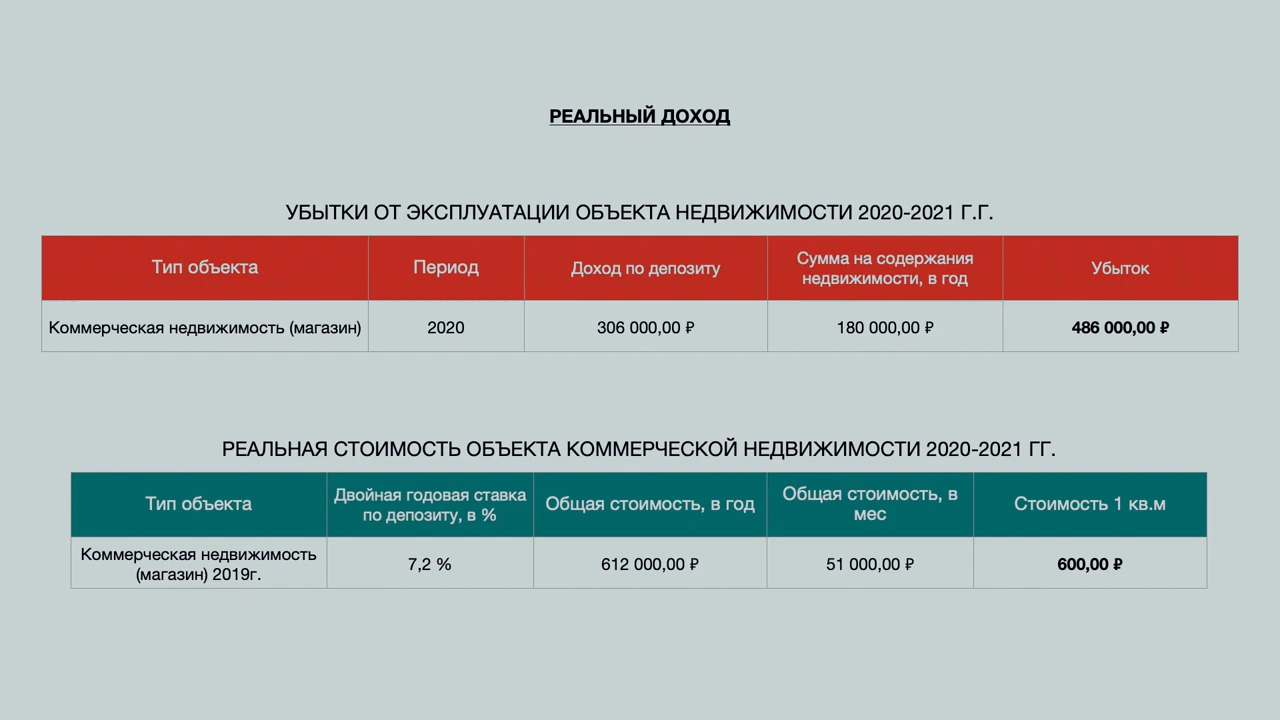 РЕАЛЬНЫЙ ДОХОД
УБЫТКИ ОТ ЭКСПЛУАТАЦИИ ОБЪЕКТА НЕДВИЖИМОСТИ 2020-2021 Г.Г.
Тип объекта
Период
Доход по депозиту
Сумма на содержания
недвижимости, в год
Убыток
Коммерческая недвижимость (магазин)
2020
306 000,00 ₽
180 000,00 ₽
486 000,00 ₽
РЕАЛЬНАЯ СТОИМОСТЬ ОБЪЕКТА КОММЕРЧЕСКОЙ НЕДВИЖИМОСТИ 2020-2021 ГГ.
Тип объекта
Двойная годовая ставка
по депозиту, в %
Общая стоимость, в год
Общая стоимость, в
мес
Стоимость 1 кв.м
Коммерческая недвижимость
(магазин) 2019г.
7,2 %
612 000,00 ₽
51 000,00 ₽
600,00 ₽